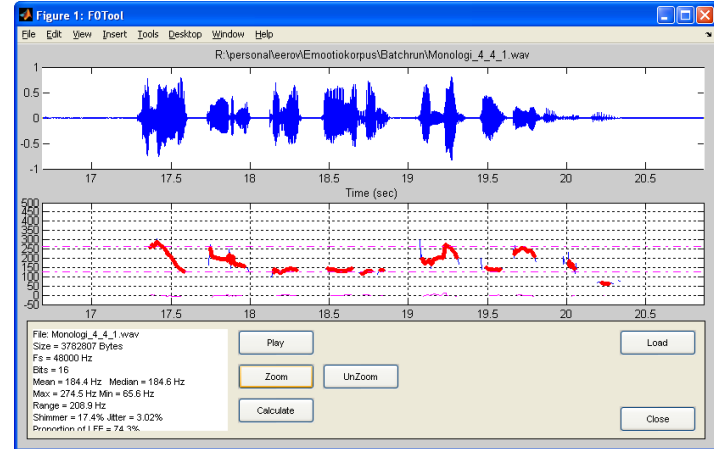 Figure 1: F0Tool
File Edit View Insert Tools Desktop Window Help
R:\personal\eerov\Emootiokorpus\Batchrun\Monologi_4_4_1.wav
1
0.5
0
-0.5
-1
17 17.5 18 18.5 19 19.5 20 20.5
Time (sec)
500
450
400
350
300
250
200
150
100
50
0
-50
17 17.5 18 18.5 19 19.5 20 20.5
File: Monologi_4_4_1.wav
Size = 3782807 Bytes
Fs = 48000 Hz
Bits = 16
Mean = 184.4 Hz Median = 184.6 Hz
Max = 274.5 Hz Min = 65.6 Hz
Range = 208.9 Hz
Shimmer = 17.4% Jitter = 3.02%
Proportion of LFE = 74.3%
Play
Load
Zoom
UnZoom
Calculate
Close